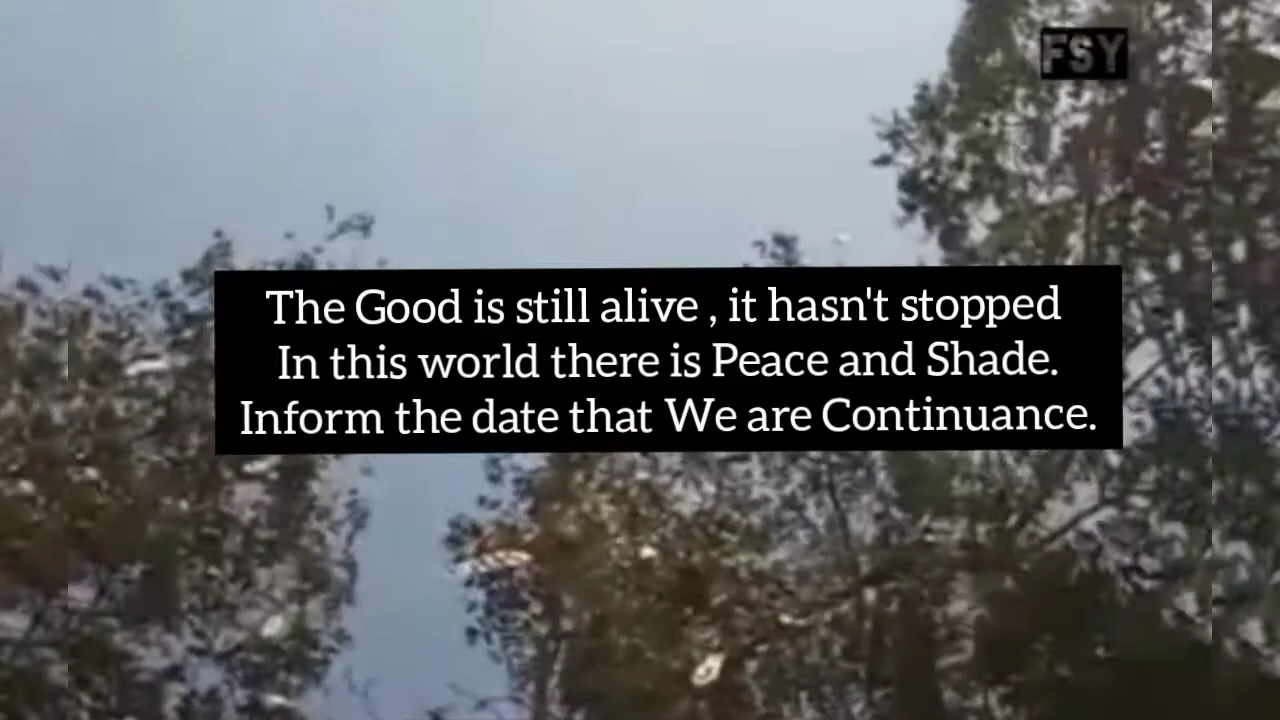 FSY
The Good is still alive , it hasn't stopped
In this world there is Peace and Shade.
Inform the date that We are Continuance.